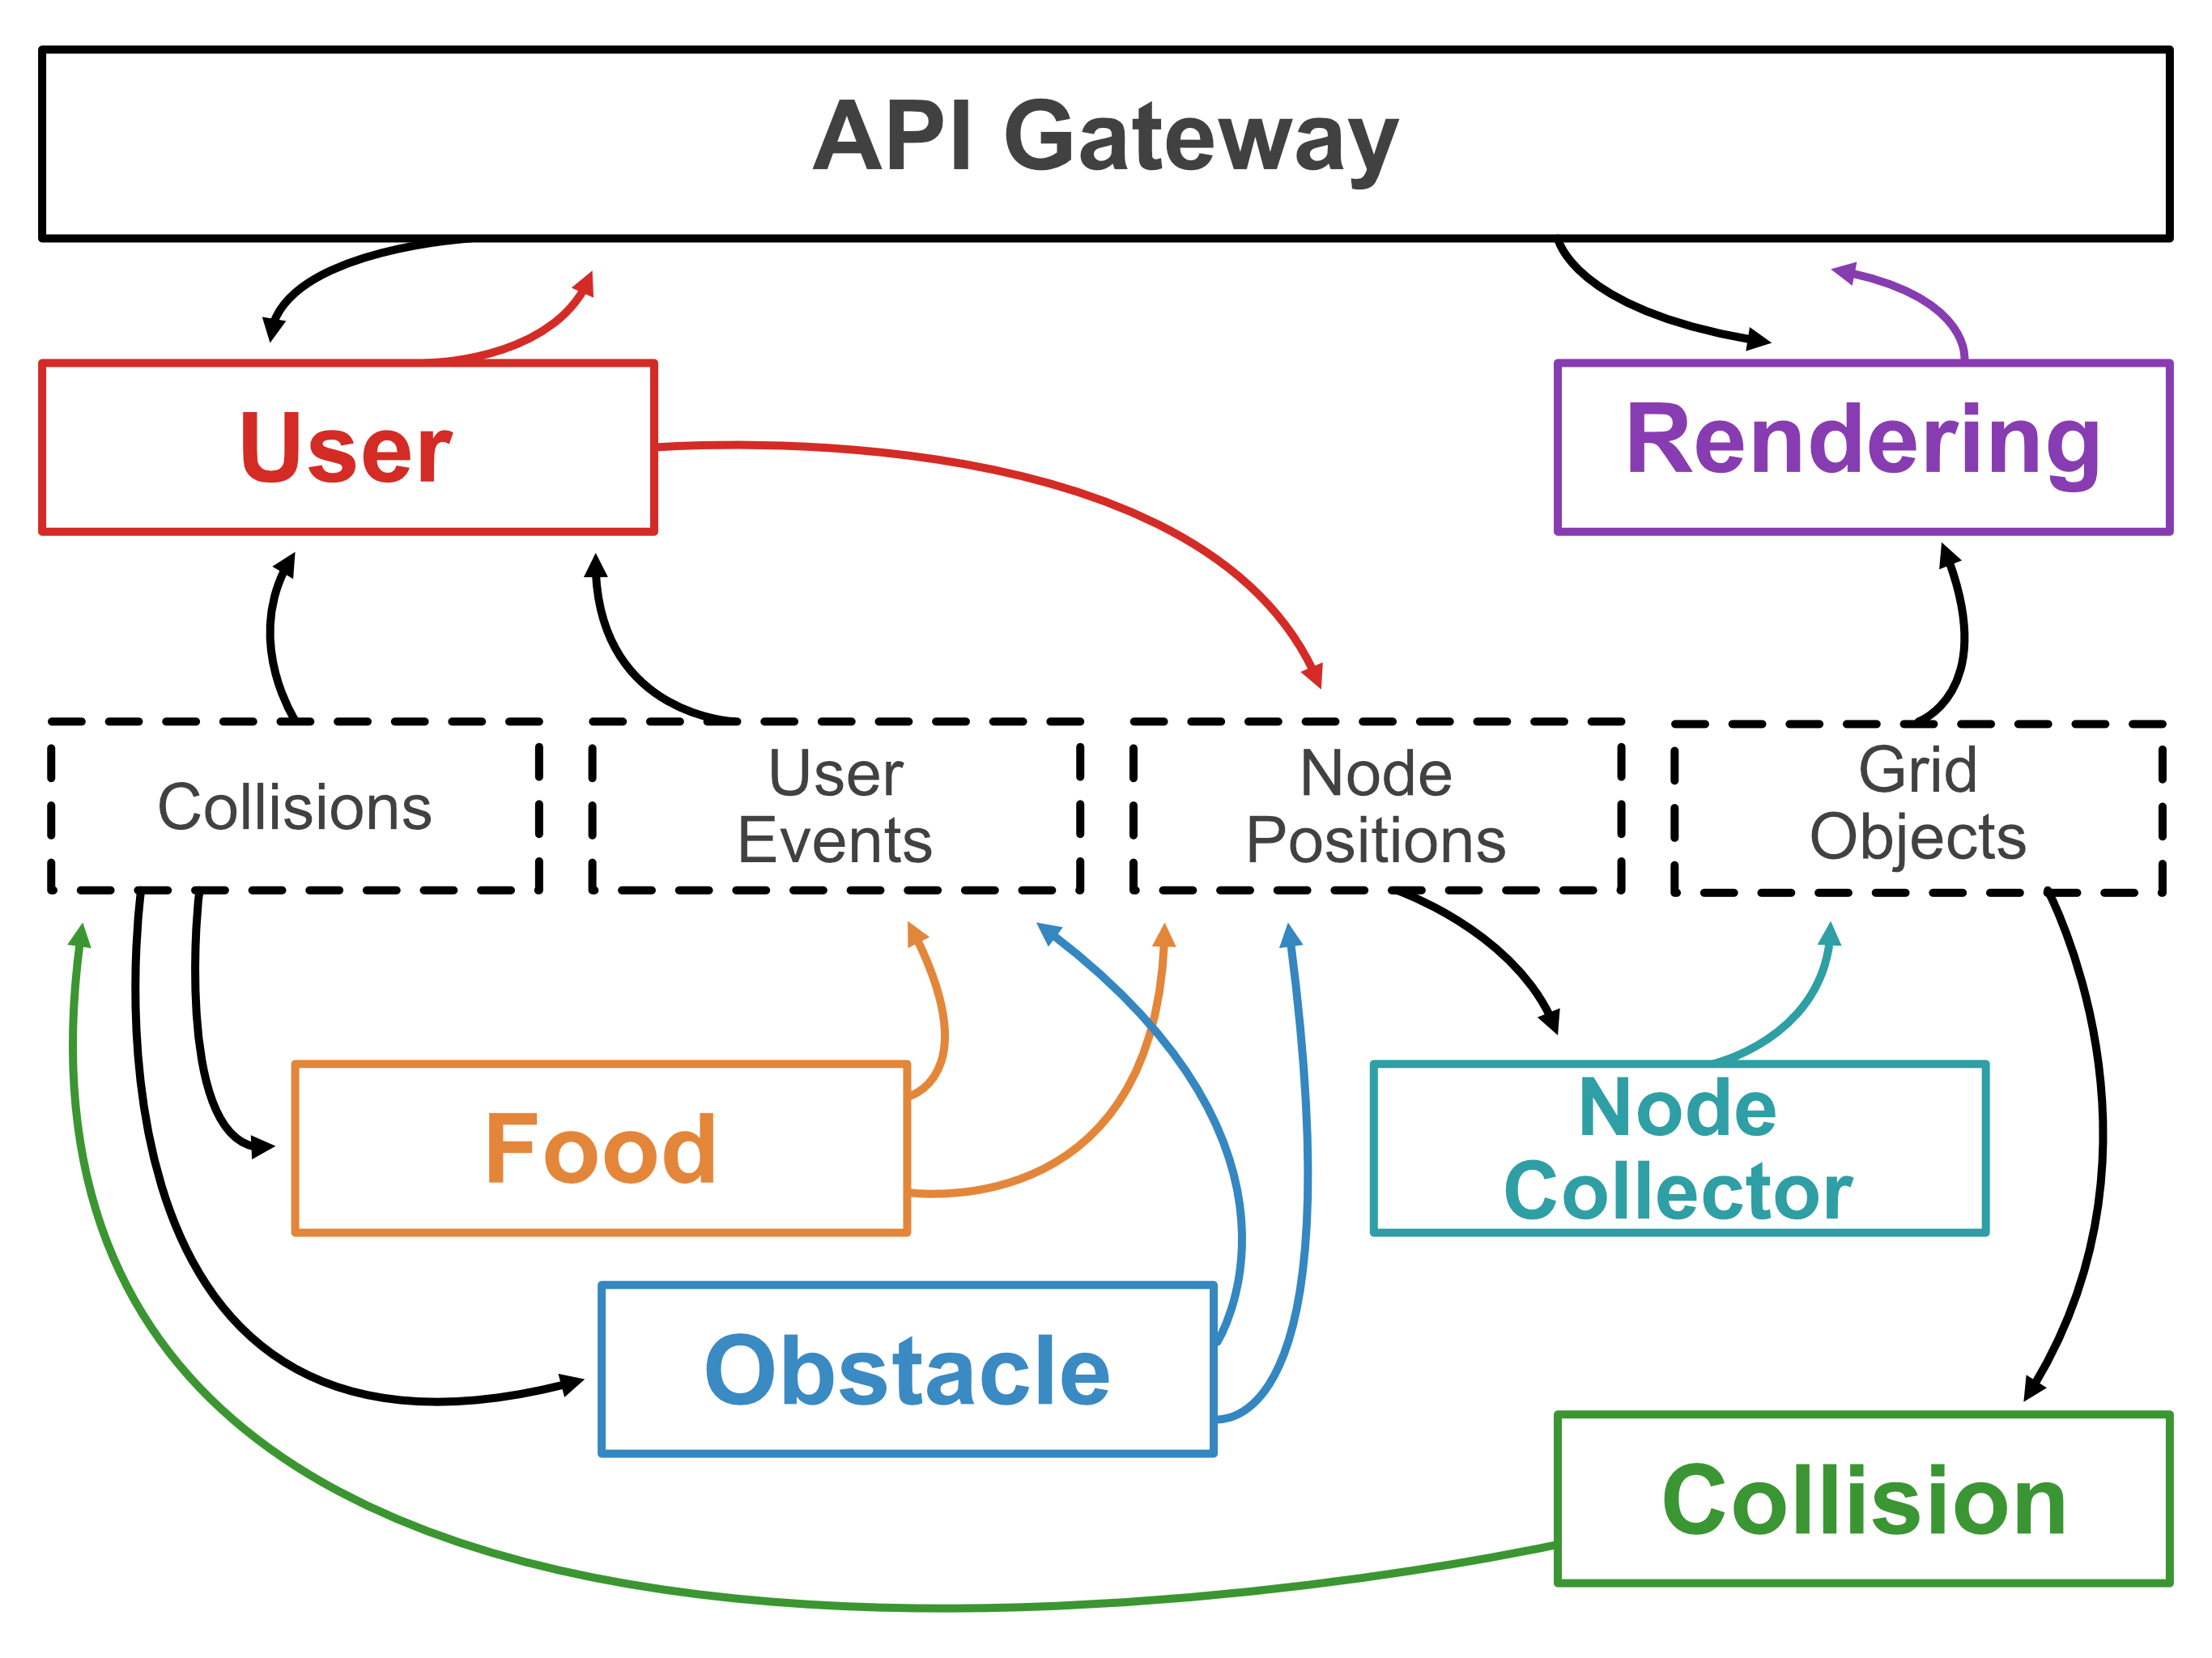 API Gateway
User
Rendering
Collisions
User
Events
Node
Positions
Grid
Objects
Food
Node
Collector
Obstacle
Collision